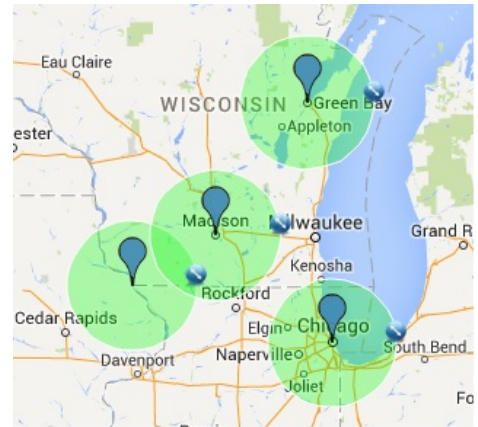 Eau Claire
WISCONSIN
Green Bay
Appleton
ester
Madison
ilwaukee
Grand R
Kenosha
Rockford
Cedar Rapids
Elgin
Chicago
Davenport
Naperville
South Bend
Joliet
Fo